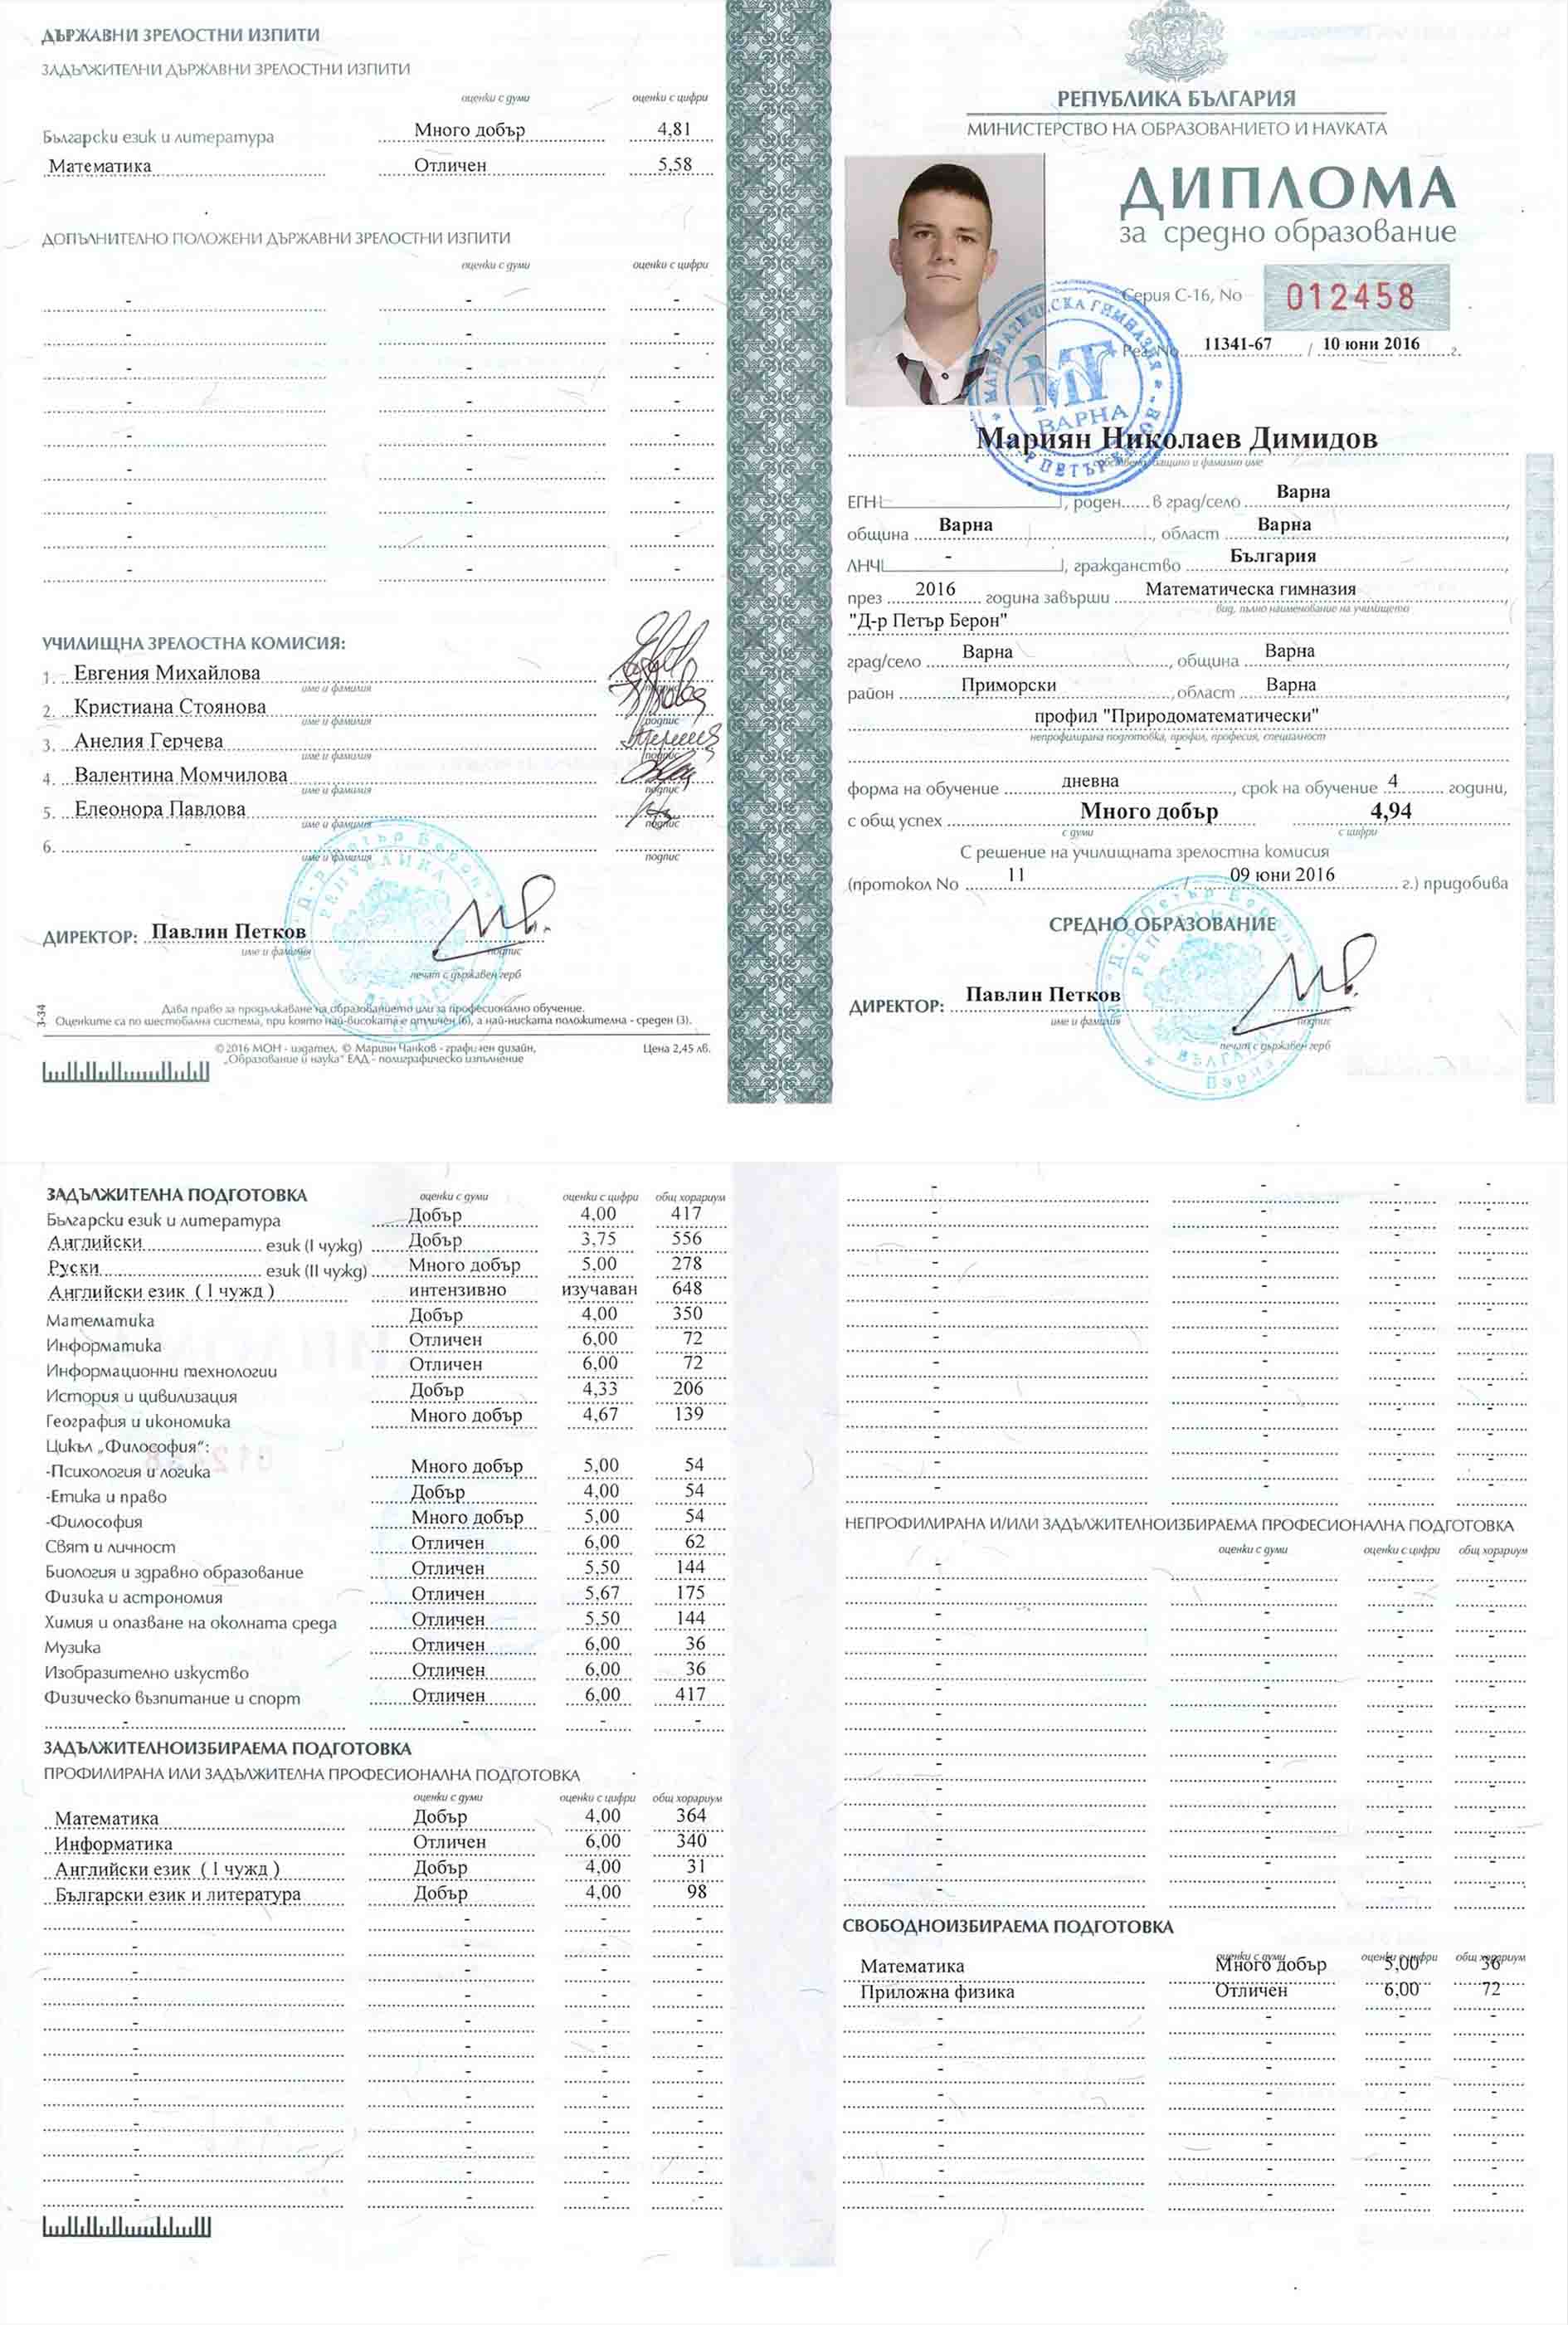 ДЪРЖАВНИ ЗРЕЛОСТНИ ИЗПИТИ
ЗАДЪЛЖИТЕЛНИ ДЪРЖАВНИ ЗРЕЛОСТНИ ИЗПИТИ
оценки с думи оценки с цифри
Български език и литература Много добър 4,81
Математика Отличен 5,58
ДОПЪЛНИТЕЛНО ПОЛОЖЕНИ ДЪРЖАВНИ ЗРЕЛОСТНИ ИЗПИТИ
оценки с думи оценки с цифри
- - -
- - -
- - -
- - -
- - -
- - -
- - -
- - -
- - -
УЧИЛИЩНА ЗРЕЛОСТНА КОМИСИЯ:
1. Евгения Михайлова
име и фамилия подпис
2. Кристиана Стоянова
име и фамилия подпис
3. Анелия Герчева
име и фамилия подпис
4. Валентина Момчилова
име и фамилия подпис
5. Елеонора Павлова
име и фамилия подпис
6. -
име и фамилия подпис
ДИРЕКТОР: Павлин Петков
име и фамилия подпис
печат с държавен герб
3-34
Дава право за продължаване на образованието или за професионално обучение.
Оценките са по шестобална система, при която най-високата е отличен (6), а най-ниската положителна - среден (3).
©2016 МОН - издател, © Мариян Чанков - графичен дизайн,
„Образование и наука" ЕАД - полиграфическо изпълнение
Цена 2,45 лв.
РЕПУБЛИКА БЪЛГАРИЯ
МИНИСТЕРСТВО НА ОБРАЗОВАНИЕТО И НАУКАТА
ДИПЛОМА
за средно образование
Серия С-16, No 012458
Рег. No 11341-67 / 10 юни 2016 г.
МАТЕМАТИЧЕСКА ГИМНАЗИЯ
ВАРНА
Мариян Николаев Димидов
собствено, бащино и фамилно име
ЕГН , роден в град/село Варна,
община Варна, област Варна,
ЛНЧ - , гражданство България,
през 2016 година завърши Математическа гимназия
вид, пълно наименование на училището
"Д-р Петър Берон"
град/село Варна, община Варна,
район Приморски, област Варна,
профил "Природоматематически"
непрофилирана подготовка, профил, професия, специалност
-
форма на обучение дневна, срок на обучение 4 години,
с общ успех Много добър 4,94
с думи с цифри
С решение на училищната зрелостна комисия
(протокол No 11 / 09 юни 2016 г.) придобива
СРЕДНО ОБРАЗОВАНИЕ
ДИРЕКТОР: Павлин Петков
име и фамилия подпис
печат с държавен герб
ЗАДЪЛЖИТЕЛНА ПОДГОТОВКА оценки с думи оценки с цифри общ хорариум
Български език и литература Добър 4,00 417
Английски език (I чужд) Добър 3,75 556
Руски език (II чужд) Много добър 5,00 278
Английски език ( I чужд ) интензивно изучаван 648
Математика Добър 4,00 350
Информатика Отличен 6,00 72
Информационни технологии Отличен 6,00 72
История и цивилизация Добър 4,33 206
География и икономика Много добър 4,67 139
Цикъл „Философия":
-Психология и логика Много добър 5,00 54
-Етика и право Добър 4,00 54
-Философия Много добър 5,00 54
Свят и личност Отличен 6,00 62
Биология и здравно образование Отличен 5,50 144
Физика и астрономия Отличен 5,67 175
Химия и опазване на околната среда Отличен 5,50 144
Музика Отличен 6,00 36
Изобразително изкуство Отличен 6,00 36
Физическо възпитание и спорт Отличен 6,00 417
- - - -
ЗАДЪЛЖИТЕЛНОИЗБИРАЕМА ПОДГОТОВКА
ПРОФИЛИРАНА ИЛИ ЗАДЪЛЖИТЕЛНА ПРОФЕСИОНАЛНА ПОДГОТОВКА
оценки с думи оценки с цифри общ хорариум
Математика Добър 4,00 364
Информатика Отличен 6,00 340
Английски език ( I чужд ) Добър 4,00 31
Български език и литература Добър 4,00 98
НЕПРОФИЛИРАНА И/ИЛИ ЗАДЪЛЖИТЕЛНОИЗБИРАЕМА ПРОФЕСИОНАЛНА ПОДГОТОВКА
оценки с думи оценки с цифри общ хорариум
СВОБОДНОИЗБИРАЕМА ПОДГОТОВКА
оценки с думи оценки с цифри общ хорариум
Математика Много добър 5,00 36
Приложна физика Отличен 6,00 72